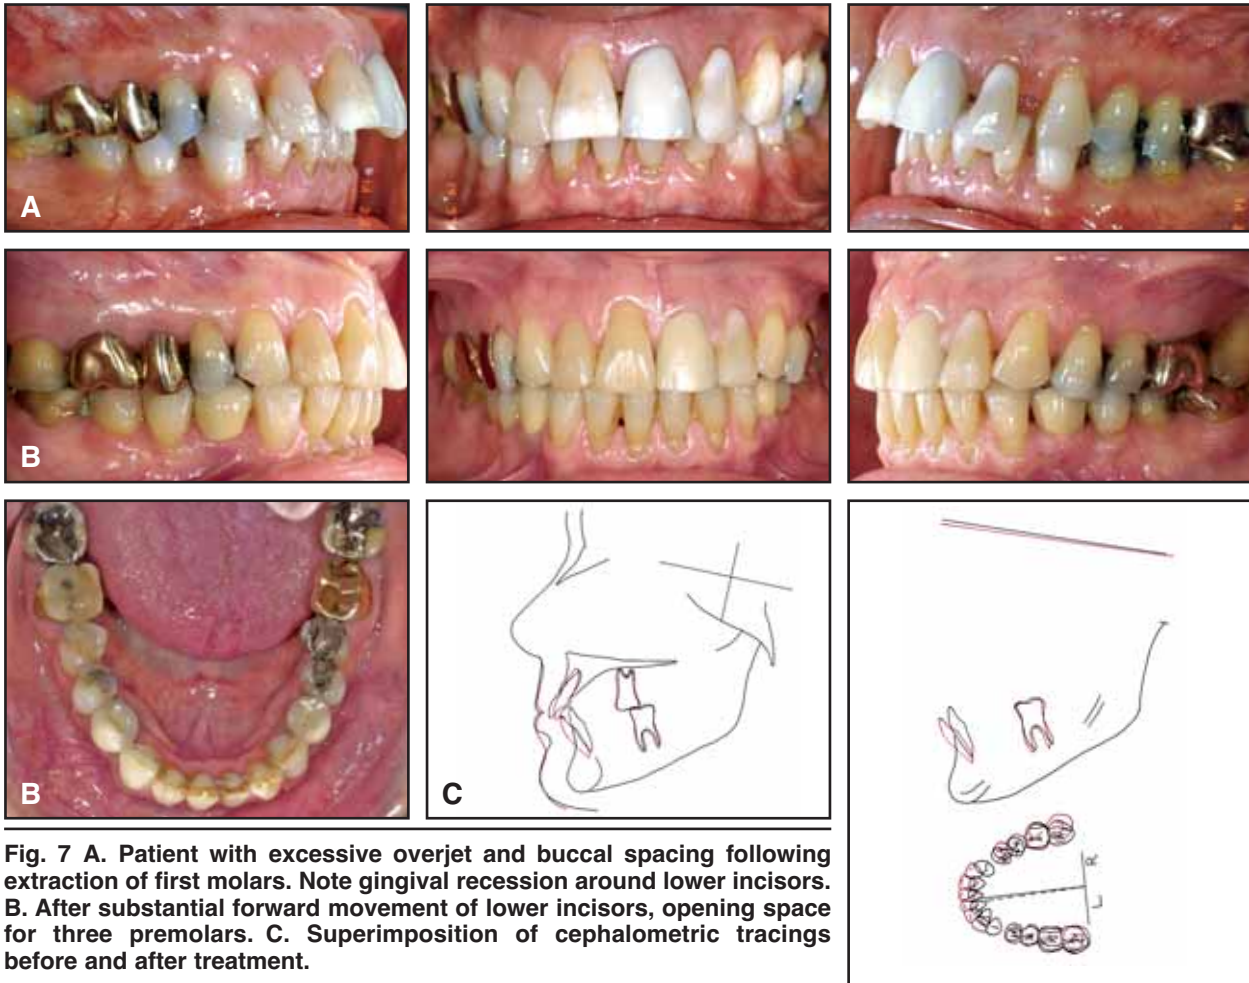 A
B
B
C
R
L
Fig. 7 A. Patient with excessive overjet and buccal spacing following
extraction of first molars. Note gingival recession around lower incisors.
B. After substantial forward movement of lower incisors, opening space
for three premolars. C. Superimposition of cephalometric tracings
before and after treatment.